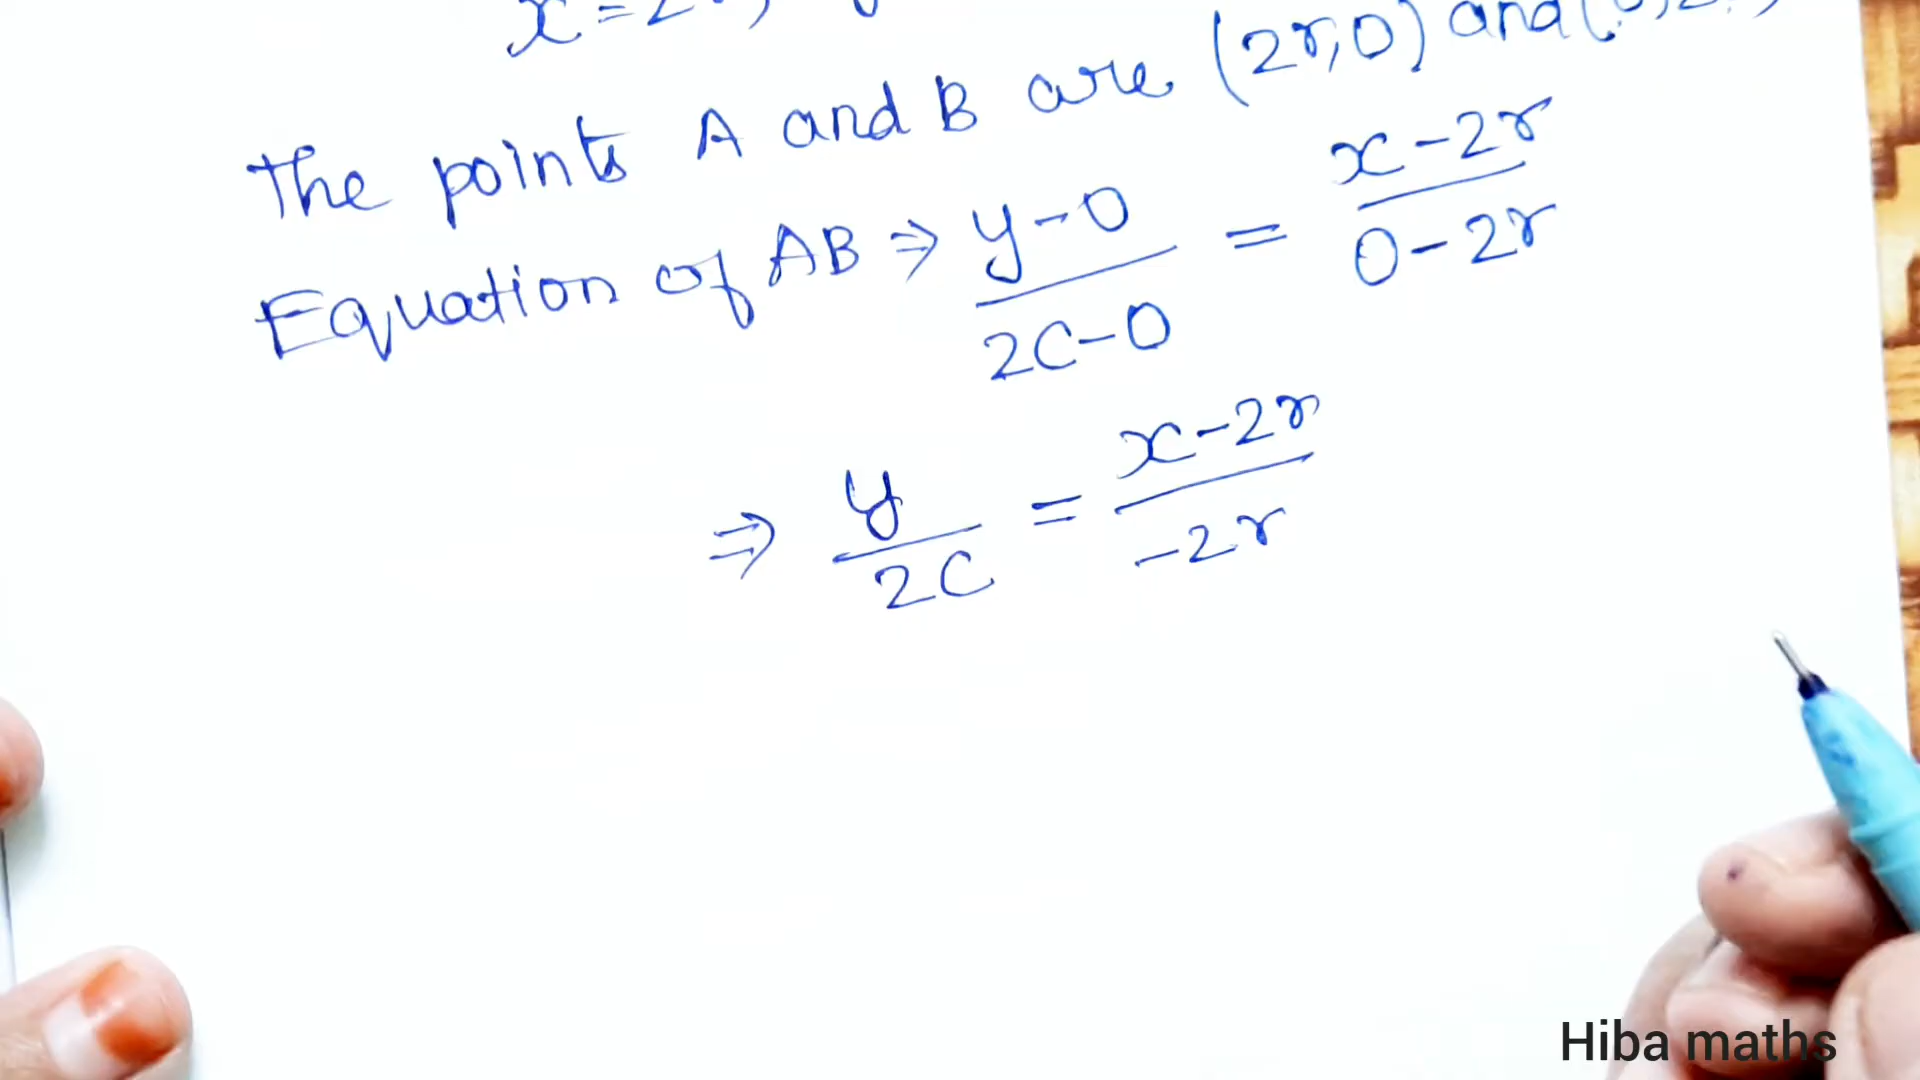 x = 2
The points A and B are (2r,0) and (
Equation of AB ⇒ y-0/2C-0 = x-2r/0-2r
⇒ y/2C = x-2r/-2r
Hiba maths